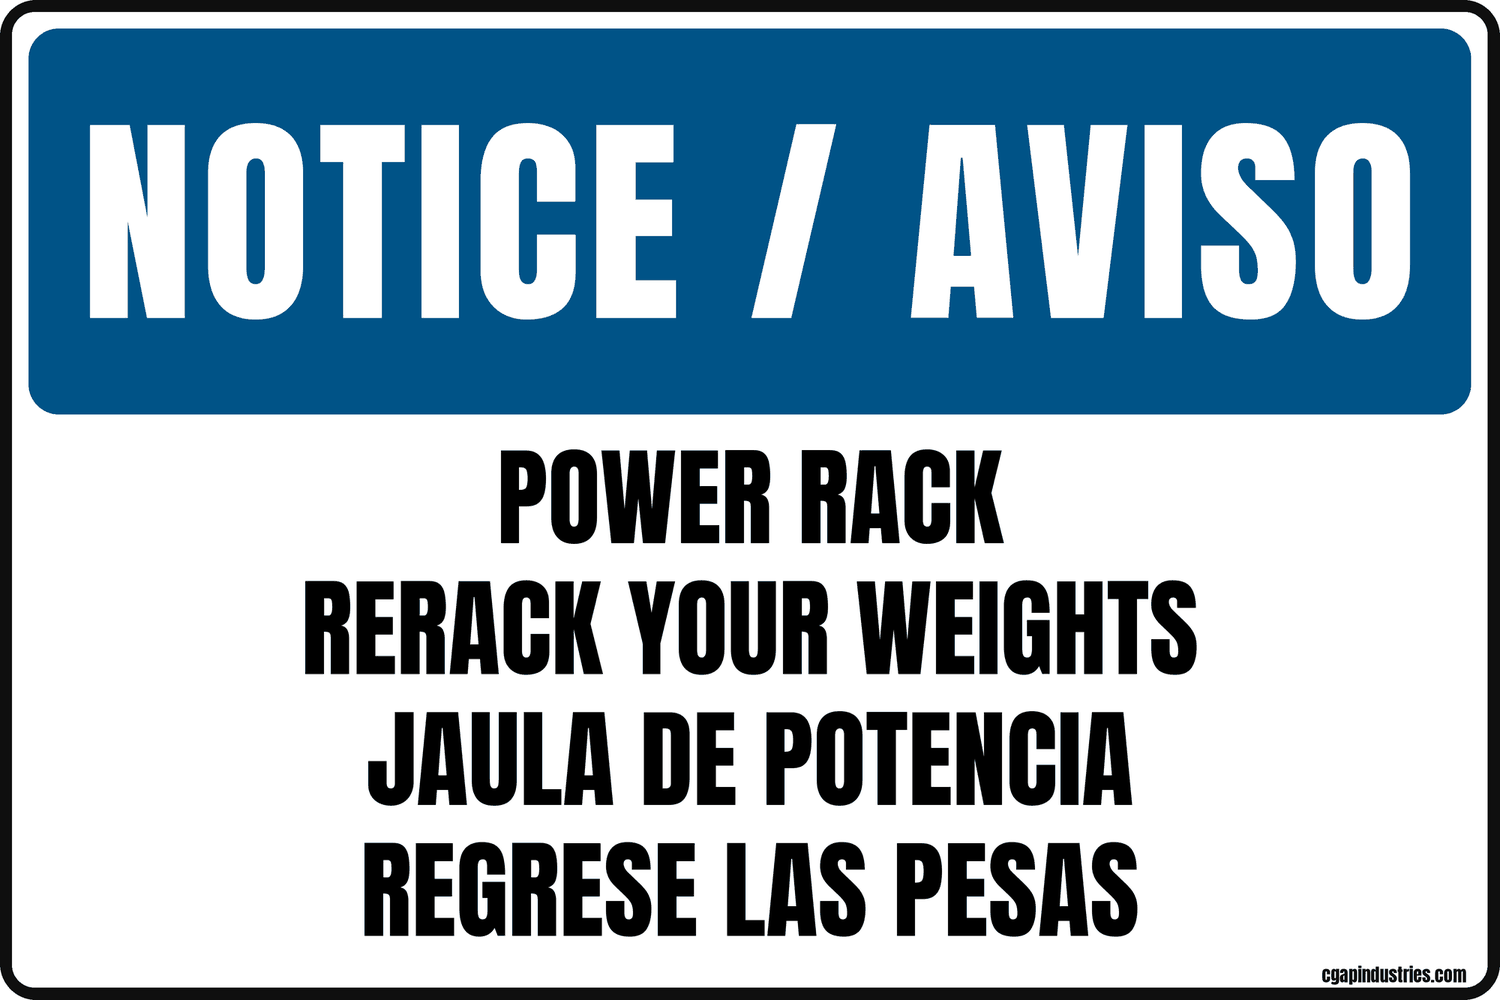 NOTICE / AVISO
POWER RACK
RERACK YOUR WEIGHTS
JAULA DE POTENCIA
REGRESE LAS PESAS
cgapindustries.com